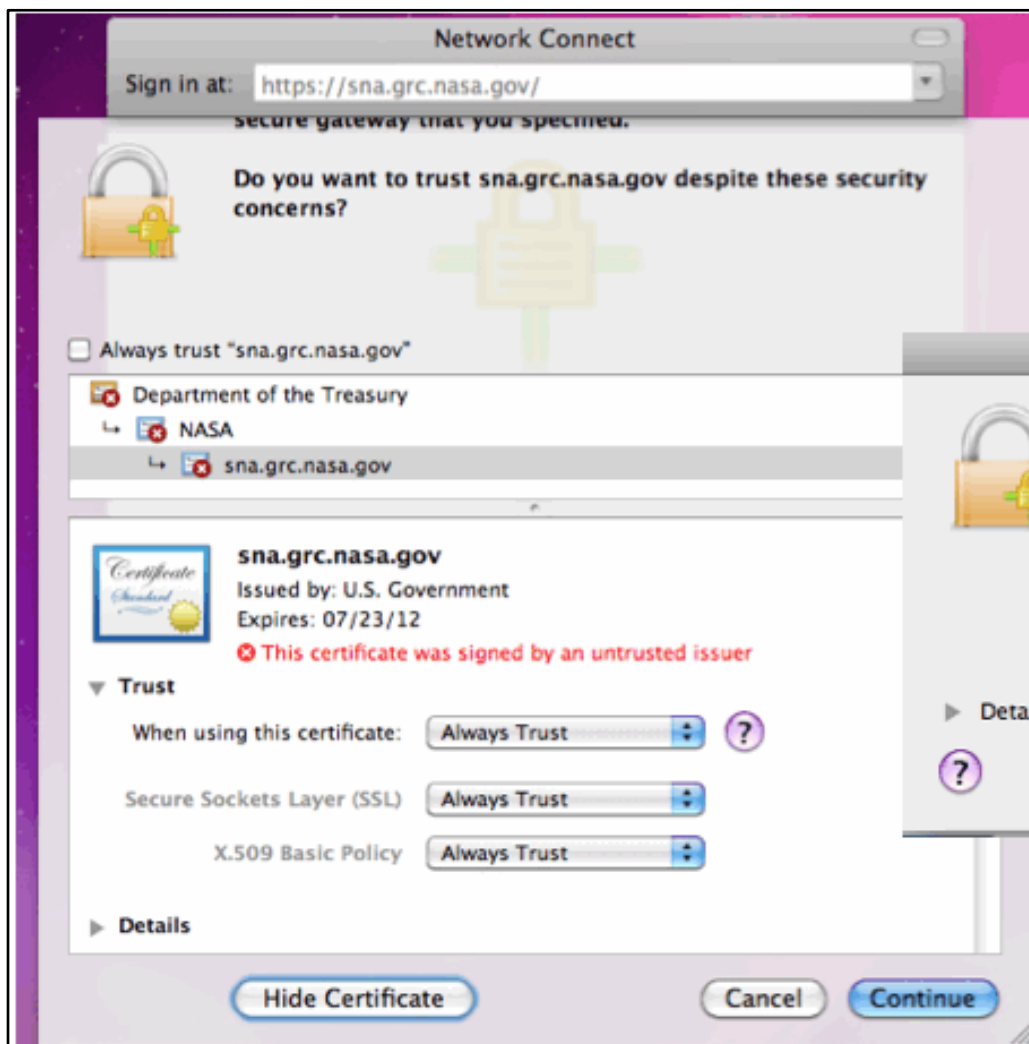 Network Connect
Sign in at: https://sna.grc.nasa.gov/
secure gateway that you specified.
Do you want to trust sna.grc.nasa.gov despite these security
concerns?
Always trust "sna.grc.nasa.gov"
Department of the Treasury
NASA
sna.grc.nasa.gov
Certificate
Standard
sna.grc.nasa.gov
Issued by: U.S. Government
Expires: 07/23/12
This certificate was signed by an untrusted issuer
Trust
When using this certificate: Always Trust ?
Secure Sockets Layer (SSL) Always Trust
X.509 Basic Policy Always Trust
Details
Deta
?
Hide Certificate Cancel Continue